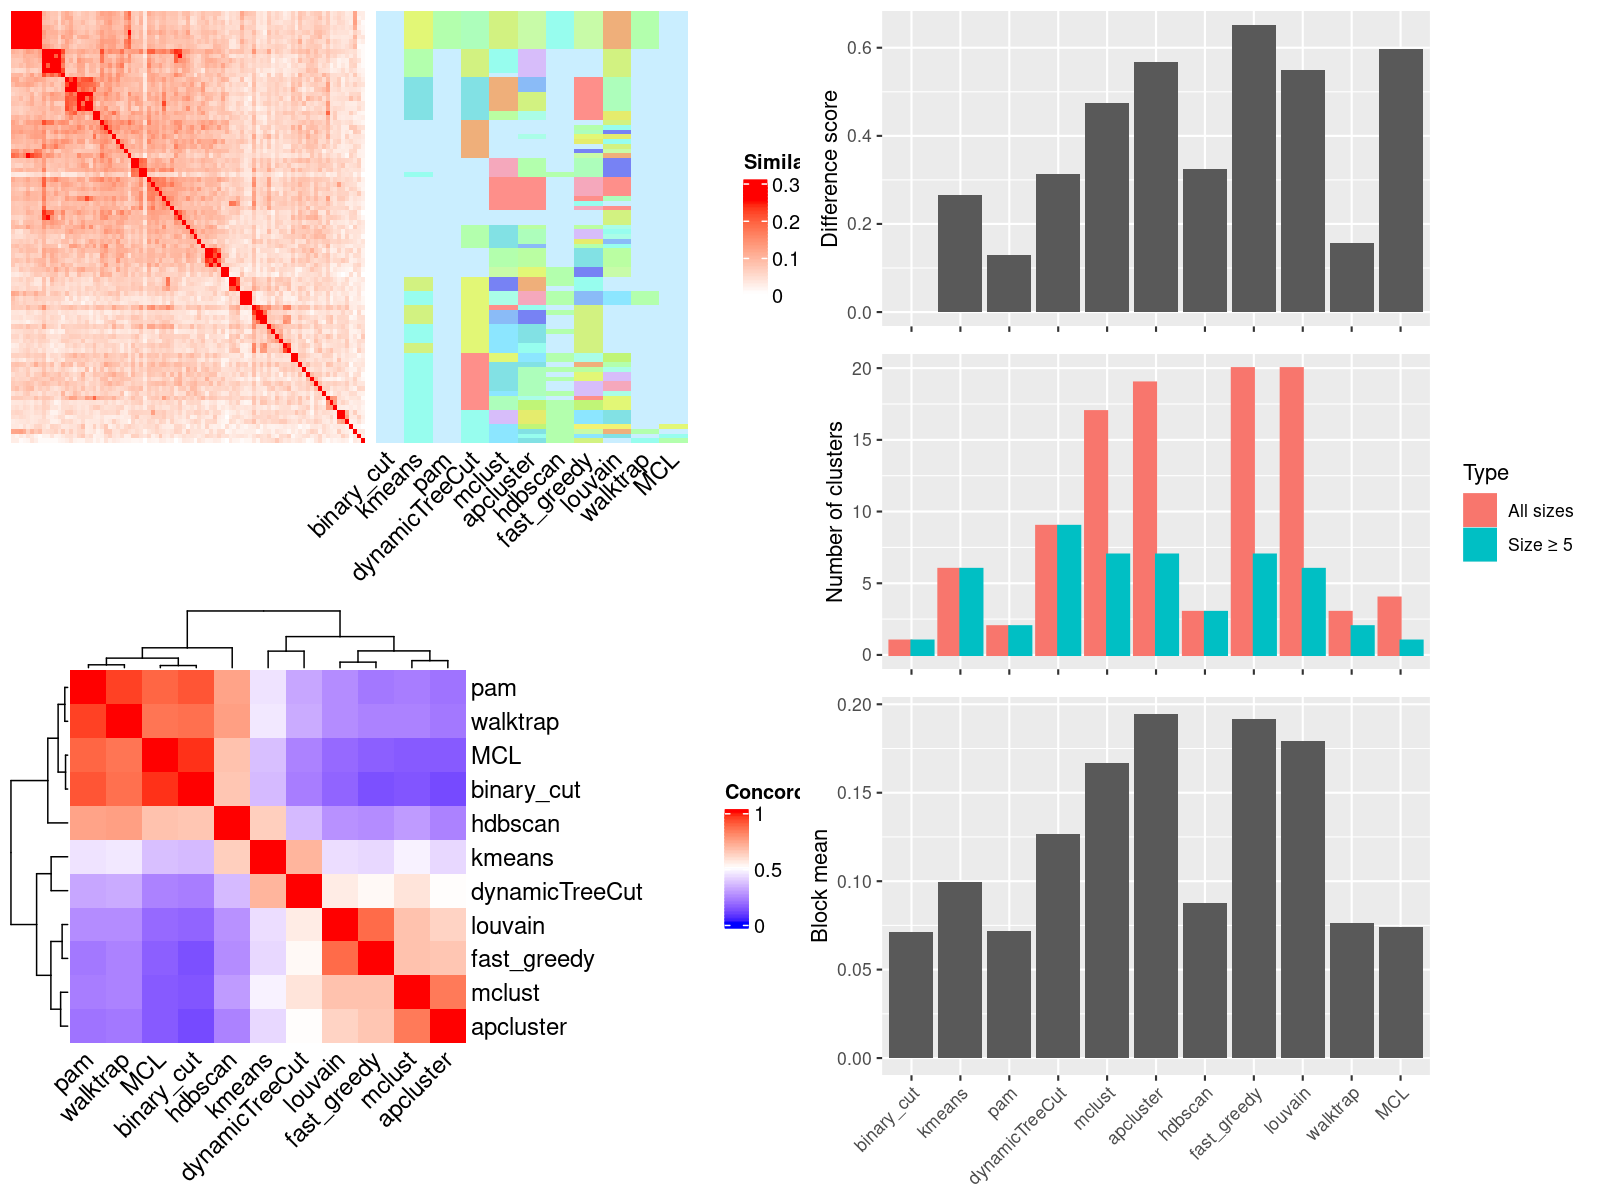 Simila
0.3
0.2
0.1
0
binary_cut
kmeans
pam
dynamicTreeCut
mclust
apcluster
hdbscan
fast_greedy
louvain
walktrap
MCL
pam
walktrap
MCL
binary_cut
hdbscan
kmeans
dynamicTreeCut
louvain
fast_greedy
mclust
apcluster
Concord
1
0.5
0
pam
walktrap
MCL
binary_cut
hdbscan
kmeans
dynamicTreeCut
louvain
fast_greedy
mclust
apcluster
Difference score
0.6
0.4
0.2
0.0
Number of clusters
20
15
10
5
0
Type
All sizes
Size ≥ 5
Block mean
0.20
0.15
0.10
0.05
0.00
binary_cut
kmeans
pam
dynamicTreeCut
mclust
apcluster
hdbscan
fast_greedy
louvain
walktrap
MCL